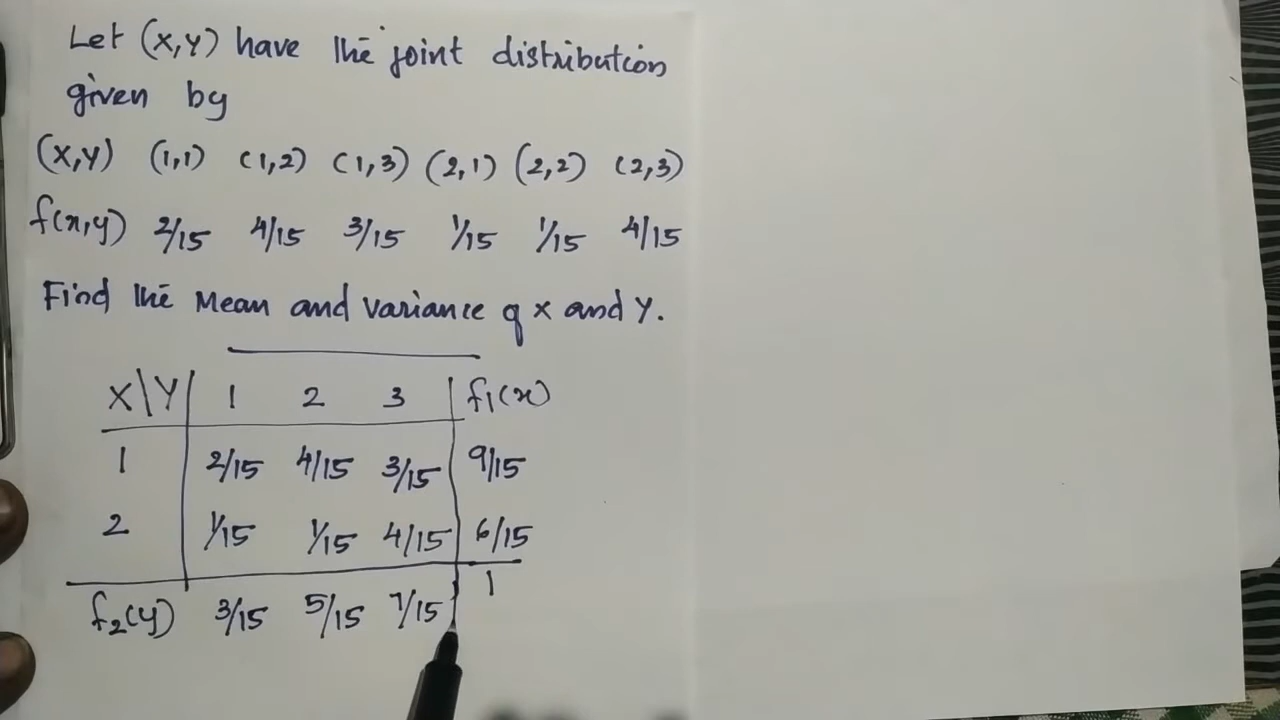 Let (X,Y) have the joint distribution
given by
(X,Y) (1,1) (1,2) (1,3) (2,1) (2,2) (2,3)
f(x,y) 2/15 4/15 3/15 1/15 1/15 4/15
Find the Mean and variance of X and Y.
X\Y 1 2 3 f₁(x)
1 2/15 4/15 3/15 9/15
2 1/15 1/15 4/15 6/15
f₂(y) 3/15 5/15 7/15 1